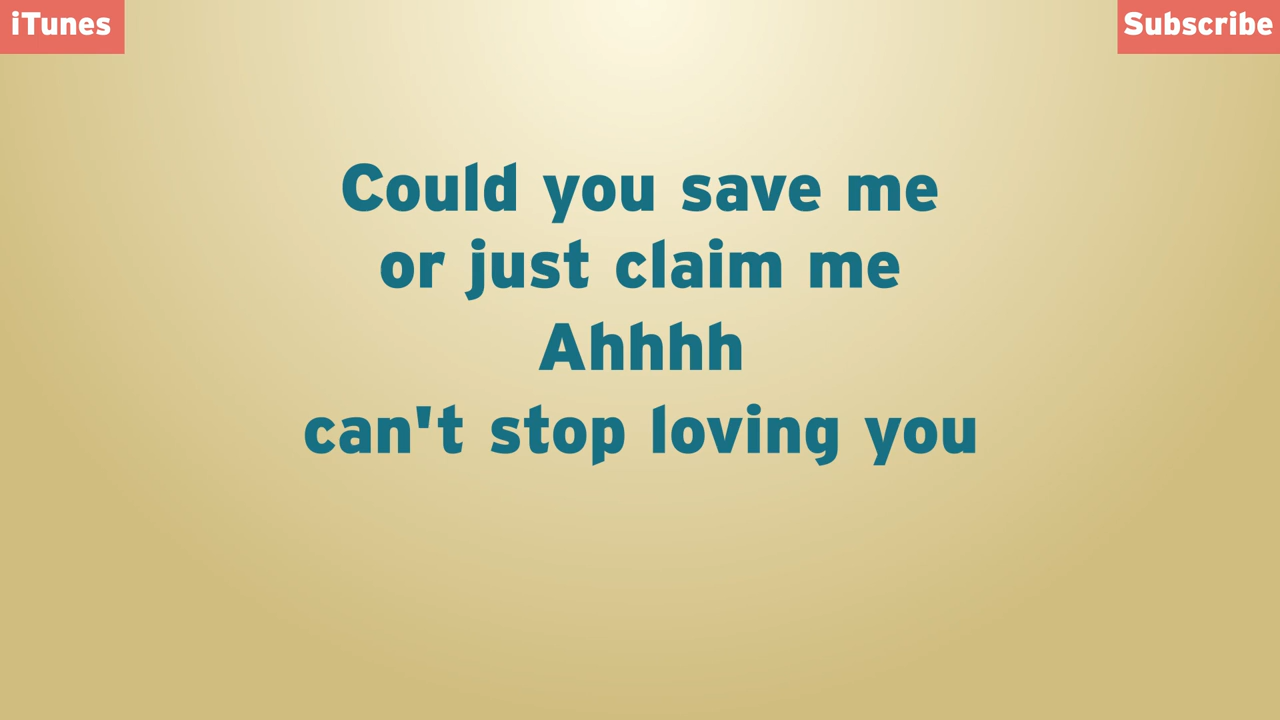 iTunes
Subscribe
Could you save me
or just claim me
Ahhhh
can't stop loving you